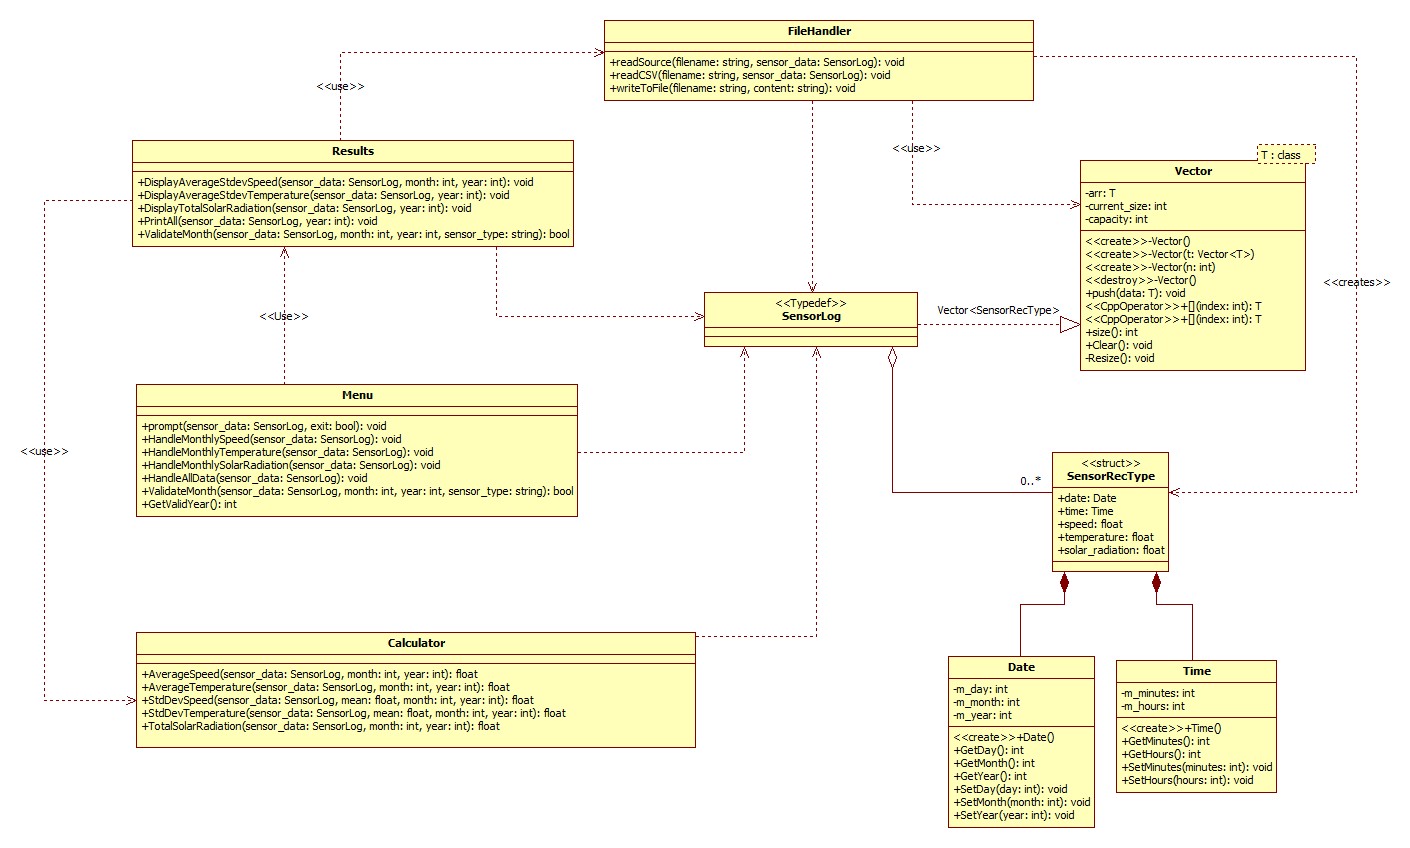 FileHandler
+readSource(filename: string, sensor_data: SensorLog): void
+readCSV(filename: string, sensor_data: SensorLog): void
+writeToFile(filename: string, content: string): void
<<use>>
Results
+DisplayAverageStdevSpeed(sensor_data: SensorLog, month: int, year: int): void
+DisplayAverageStdevTemperature(sensor_data: SensorLog, year: int): void
+DisplayTotalSolarRadiation(sensor_data: SensorLog, year: int): void
+PrintAll(sensor_data: SensorLog, year: int): void
+ValidateMonth(sensor_data: SensorLog, month: int, year: int, sensor_type: string): bool
<<use>>
T : class
Vector
-arr: T
-current_size: int
-capacity: int
<<create>>-Vector()
<<create>>-Vector(t: Vector<T>)
<<create>>-Vector(n: int)
<<destroy>>-Vector()
+push(data: T): void
<<CppOperator>>+[](index: int): T
<<CppOperator>>+[](index: int): T
+size(): int
+Clear(): void
-Resize(): void
<<creates>>
<<Typedef>>
SensorLog
Vector<SensorRecType>
<<Use>>
Menu
+prompt(sensor_data: SensorLog, exit: bool): void
+HandleMonthlySpeed(sensor_data: SensorLog): void
+HandleMonthlyTemperature(sensor_data: SensorLog): void
+HandleMonthlySolarRadiation(sensor_data: SensorLog): void
+HandleAllData(sensor_data: SensorLog): void
+ValidateMonth(sensor_data: SensorLog, month: int, year: int, sensor_type: string): bool
+GetValidYear(): int
<<use>>
0..*
<<struct>>
SensorRecType
+date: Date
+time: Time
+speed: float
+temperature: float
+solar_radiation: float
Calculator
+AverageSpeed(sensor_data: SensorLog, month: int, year: int): float
+AverageTemperature(sensor_data: SensorLog, month: int, year: int): float
+StdDevSpeed(sensor_data: SensorLog, mean: float, month: int, year: int): float
+StdDevTemperature(sensor_data: SensorLog, mean: float, month: int, year: int): float
+TotalSolarRadiation(sensor_data: SensorLog, month: int, year: int): float
Date
-m_day: int
-m_month: int
-m_year: int
<<create>>+Date()
+GetDay(): int
+GetMonth(): int
+GetYear(): int
+SetDay(day: int): void
+SetMonth(month: int): void
+SetYear(year: int): void
Time
-m_minutes: int
-m_hours: int
<<create>>+Time()
+GetMinutes(): int
+GetHours(): int
+SetMinutes(minutes: int): void
+SetHours(hours: int): void